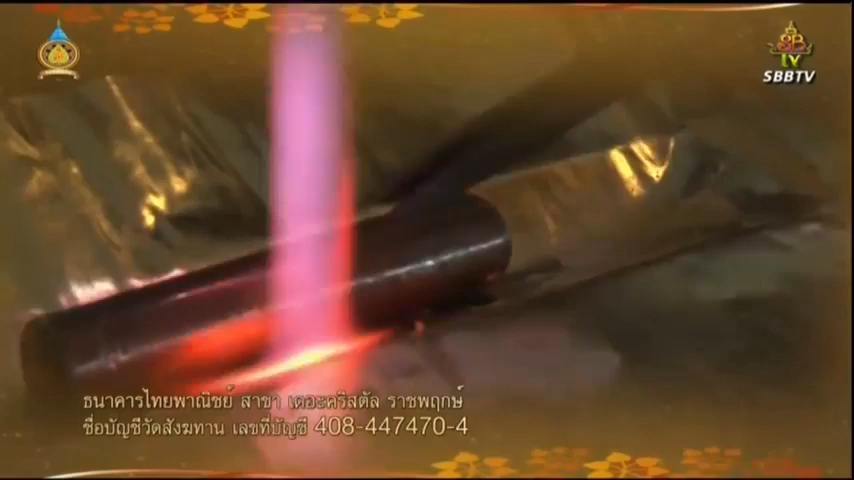 SBBTV
ธนาคารไทยพาณิชย์ สาขา เดอะคริสตัล ราชพฤกษ์
ชื่อบัญชีวัดสังฆทาน เลขที่บัญชี 408-447470-4